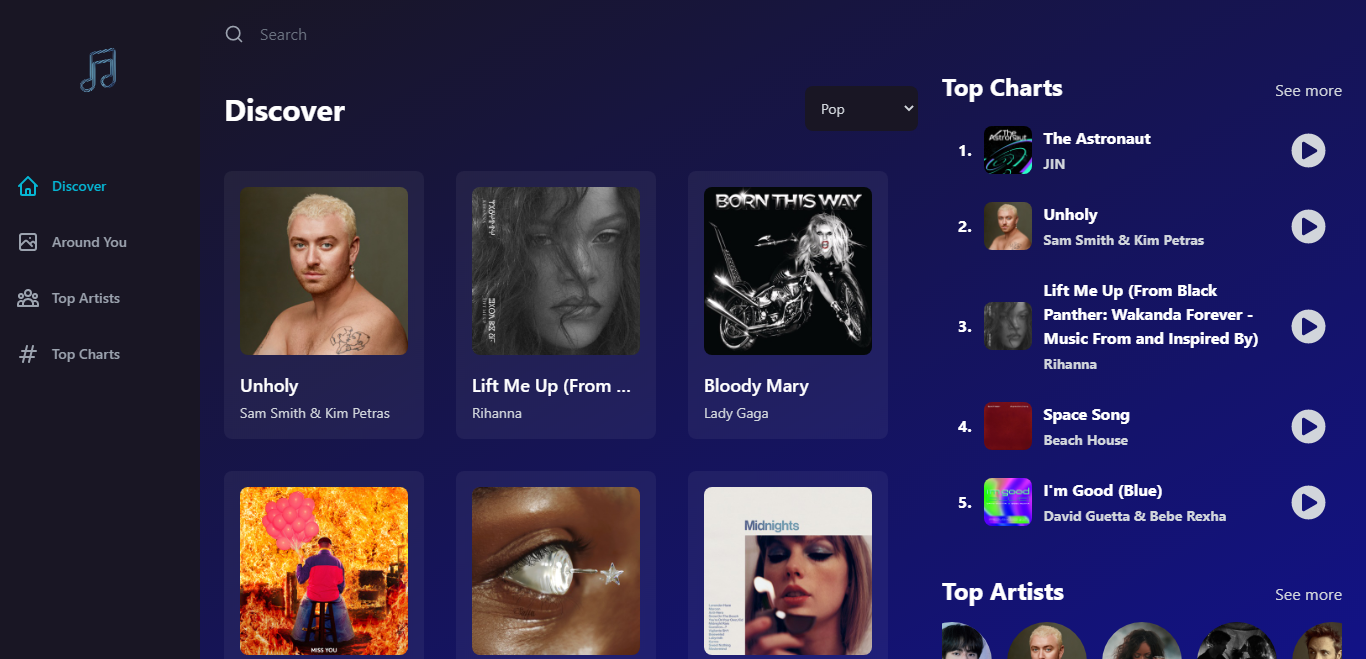 Search
Discover
Pop
Top Charts
See more
Discover
Around You
Top Artists
Top Charts
BORN THIS WAY
Unholy
Sam Smith & Kim Petras
Lift Me Up (From ...
Rihanna
Bloody Mary
Lady Gaga
MISS YOU
Midnights
1.
The Astronaut
The Astronaut
JIN
2.
Unholy
Sam Smith & Kim Petras
3.
Lift Me Up (From Black
Panther: Wakanda Forever -
Music From and Inspired By)
Rihanna
4.
Space Song
Beach House
5.
I'm good
I'm Good (Blue)
David Guetta & Bebe Rexha
Top Artists
See more